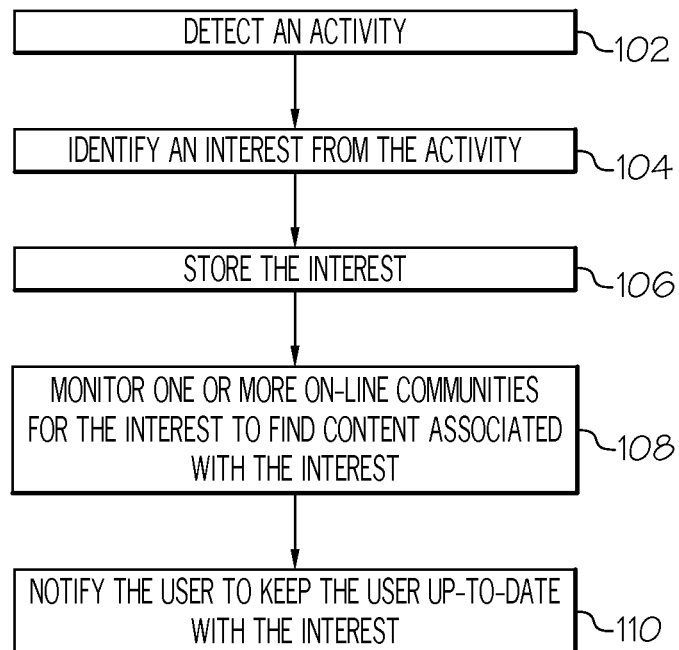 DETECT AN ACTIVITY
102
IDENTIFY AN INTEREST FROM THE ACTIVITY
104
STORE THE INTEREST
106
MONITOR ONE OR MORE ON-LINE COMMUNITIES
FOR THE INTEREST TO FIND CONTENT ASSOCIATED
WITH THE INTEREST
108
NOTIFY THE USER TO KEEP THE USER UP-TO-DATE
WITH THE INTEREST
110